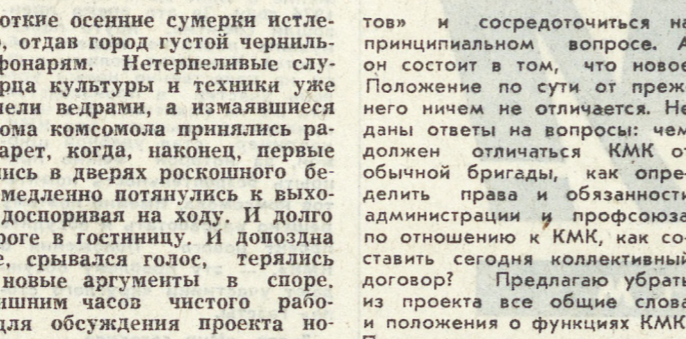 откие осенние сумерки истле-
, отдав город густой черниль-
фонарям. Нетерпеливые слу-
рца культуры и техники уже
ели ведрами, а измаявшиеся
ома комсомола принялись ра-
арет, когда, наконец, первые
ись в дверях роскошного бе-
медленно потянулись к выхо-
доспоривая на ходу. И долго
роге в гостиницу. И допоздна
е, срывался голос, терялись
новые аргументы в споре.
ишним часов чистого рабо-
для обсуждения проекта но-
тов» и сосредоточиться на
принципиальном вопросе. А
он состоит в том, что новое
Положение по сути от преж-
него ничем не отличается. Не
даны ответы на вопросы: чем
должен отличаться КМК от
обычной бригады, как опре-
делить права и обязанности
администрации и профсоюза
по отношению к КМК, как со-
ставить сегодня коллективный
договор? Предлагаю убрать
из проекта все общие слова
и положения о функциях КМК